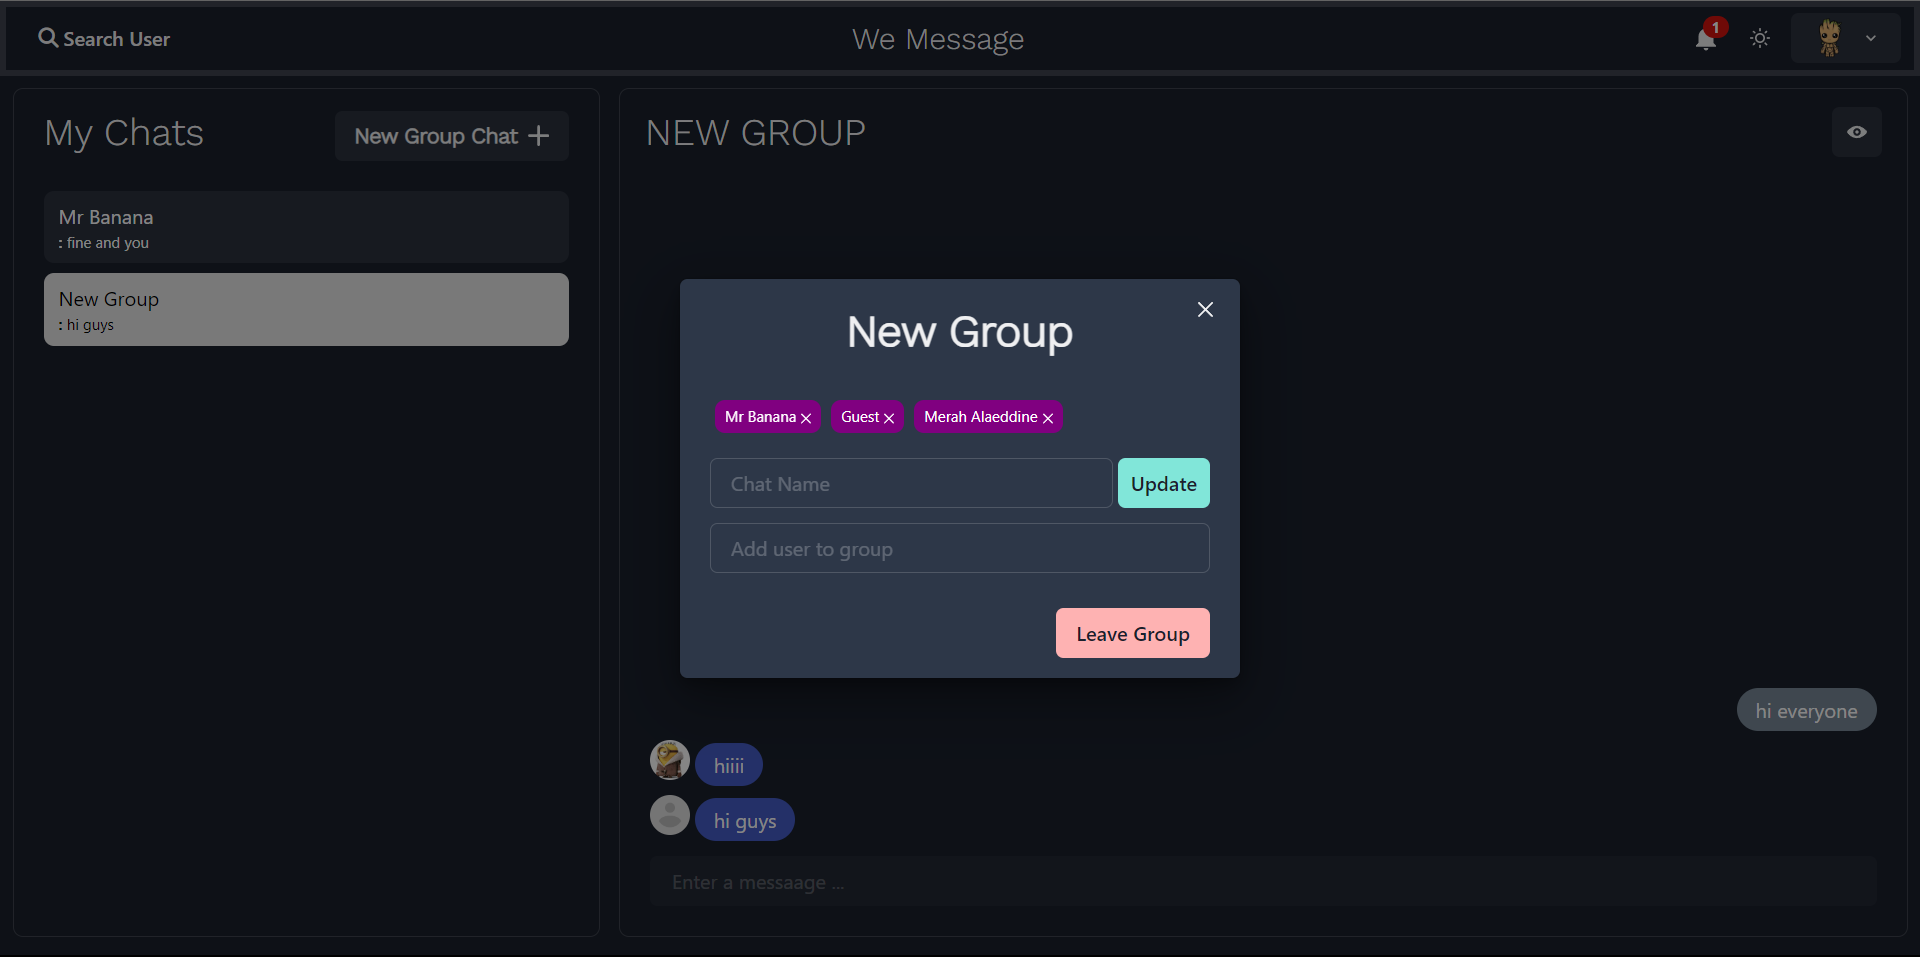 Search User
We Message
1
My Chats
New Group Chat
Mr Banana
: fine and you
New Group
: hi guys
NEW GROUP
New Group
Mr Banana
Guest
Merah Alaeddine
Chat Name
Update
Add user to group
Leave Group
hi everyone
hiiii
hi guys
Enter a messaage ...